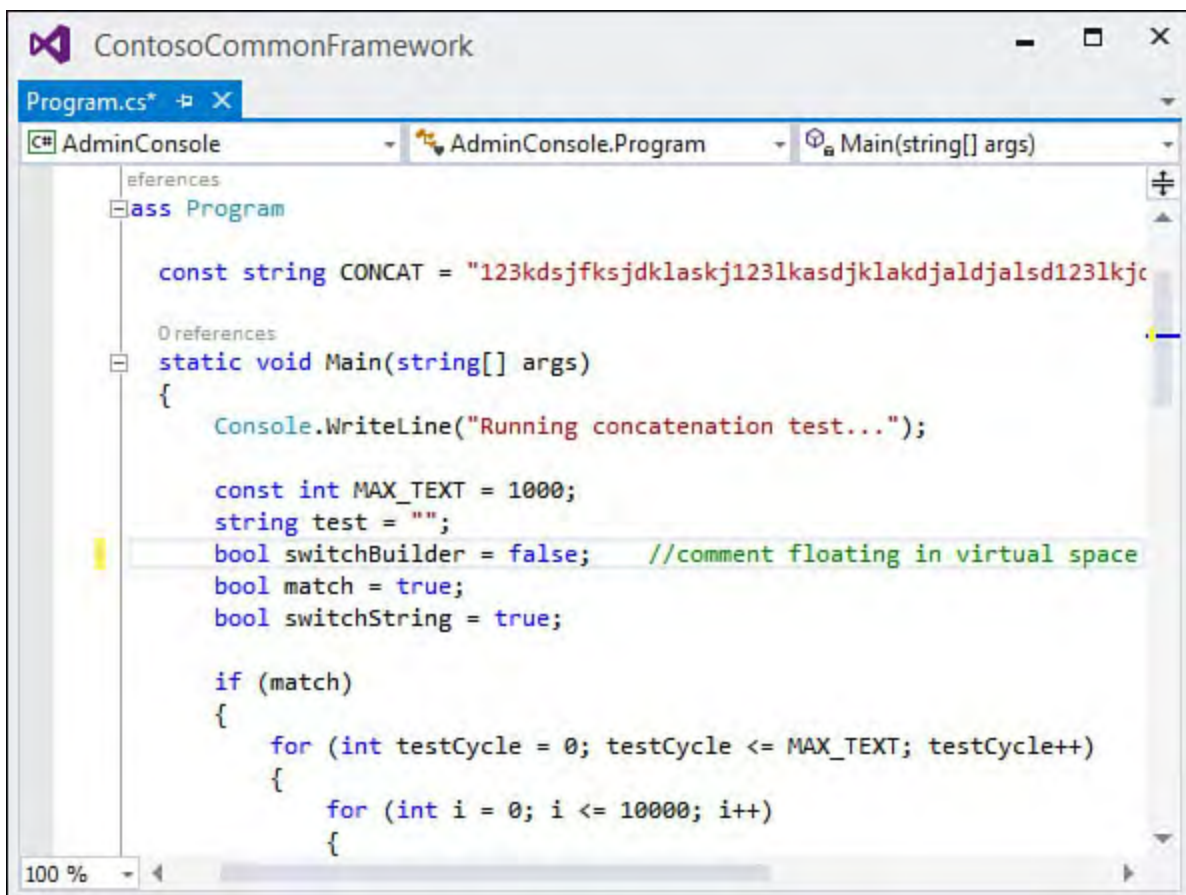 ContosoCommonFramework
Program.cs*
C# AdminConsole AdminConsole.Program Main(string[] args)
eferences
ass Program
const string CONCAT = "123kdsjfksjdklaskj123lkasdjklakdjaldjalsd123lkjc
0 references
static void Main(string[] args)
{
Console.WriteLine("Running concatenation test...");
const int MAX_TEXT = 1000;
string test = "";
bool switchBuilder = false;    //comment floating in virtual space
bool match = true;
bool switchString = true;
if (match)
{
for (int testCycle = 0; testCycle <= MAX_TEXT; testCycle++)
{
for (int i = 0; i <= 10000; i++)
{
100 %